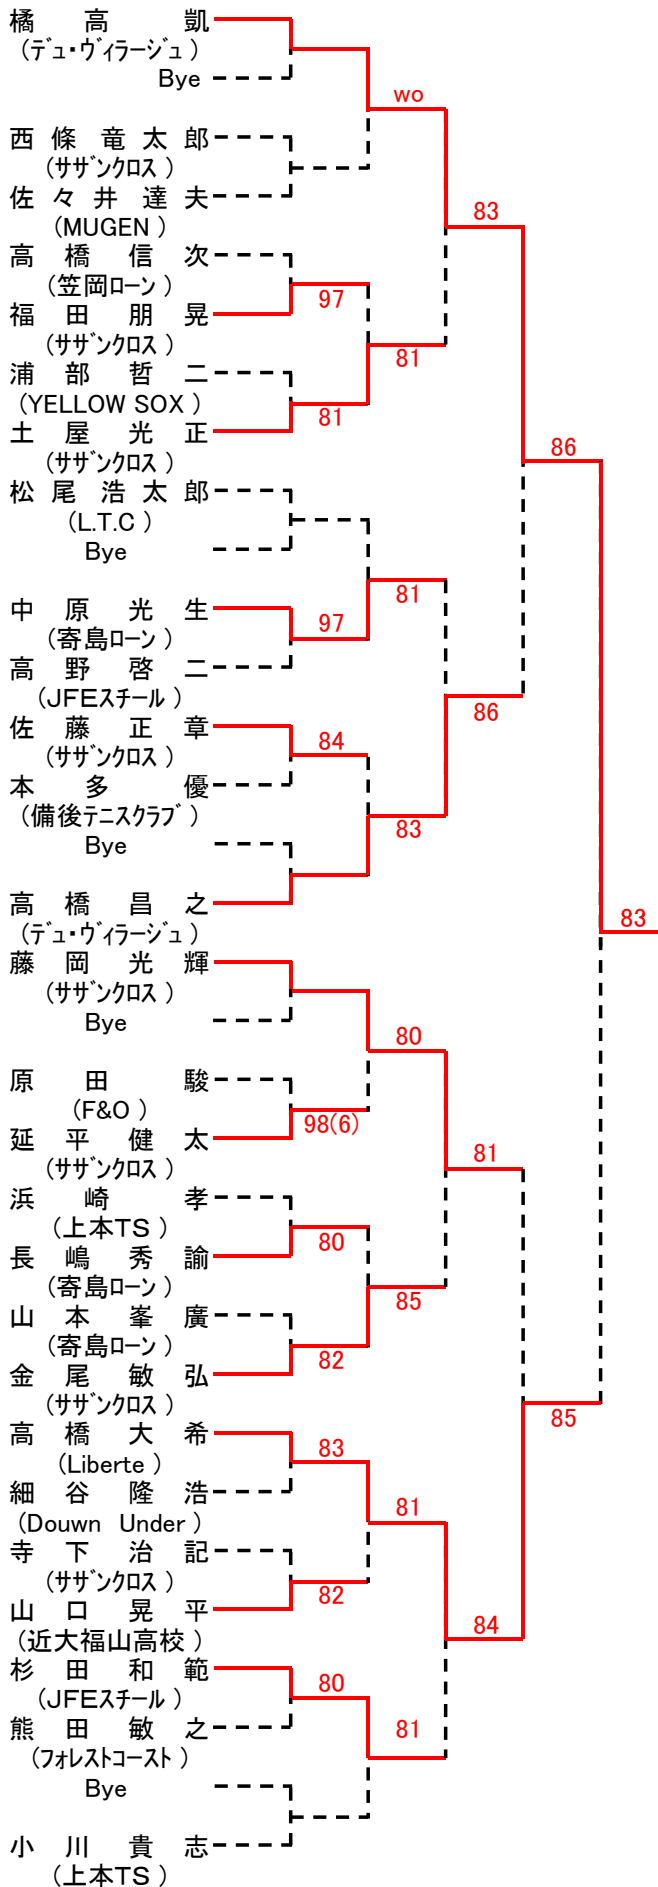 橘高凱
(デュ・ヴィラージュ)
Bye
wo
西條竜太郎
(サザンクロス)
佐々井達夫
(MUGEN)
83
高橋信次
(笠岡ローン)
97
福田朋晃
(サザンクロス)
81
浦部哲二
(YELLOW SOX)
81
土屋光正
(サザンクロス)
86
松尾浩太郎
(L.T.C)
Bye
81
中原光生
(寄島ローン)
97
高野啓二
(JFEスチール)
86
佐藤正章
(サザンクロス)
84
本多優
(備後テニスクラブ)
83
Bye
高橋昌之
(デュ・ヴィラージュ)
83
藤岡光輝
(サザンクロス)
Bye
80
原田駿
(F&O)
98(6)
延平健太
(サザンクロス)
81
浜崎孝
(上本TS)
80
長嶋秀諭
(寄島ローン)
85
山本峯廣
(寄島ローン)
82
金尾敏弘
(サザンクロス)
85
高橋大希
(Liberte)
83
細谷隆浩
(Douwn Under)
81
寺下治記
(サザンクロス)
82
山口晃平
(近大福山高校)
84
杉田和範
(JFEスチール)
80
熊田敏之
(フォレストコースト)
81
Bye
小川貴志
(上本TS)